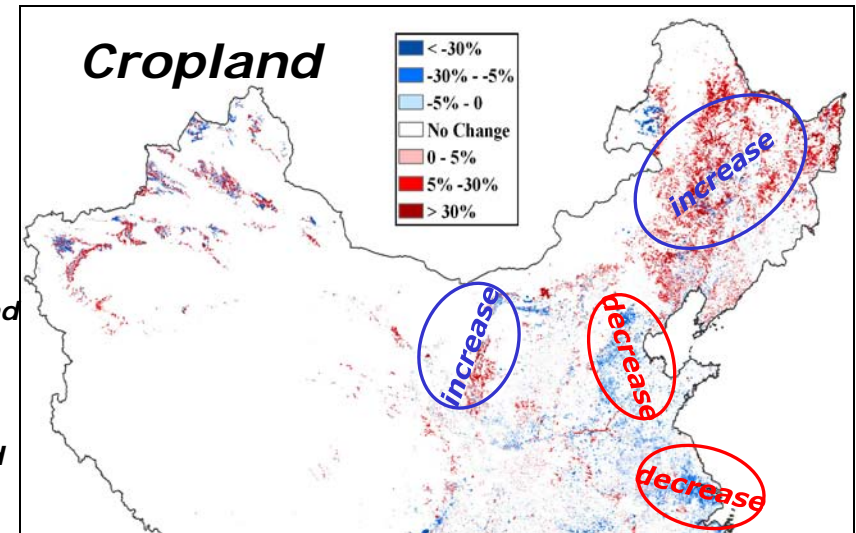 Cropland
< -30%
-30% - -5%
-5% - 0
No Change
0 - 5%
5% -30%
> 30%
increase
increase
decrease
decrease